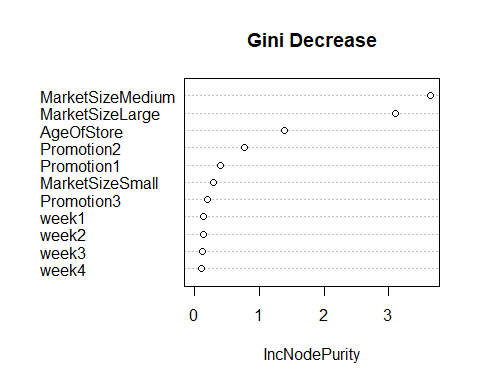 Gini Decrease
MarketSizeMedium
MarketSizeLarge
AgeOfStore
Promotion2
Promotion1
MarketSizeSmall
Promotion3
week1
week2
week3
week4
0 1 2 3
IncNodePurity